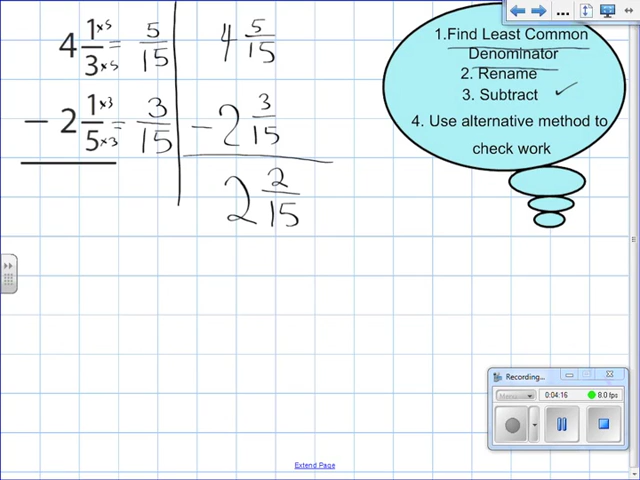 4 1/3 ×5/×5 = 5/15
- 2 1/5 ×3/×3 = 3/15
4 5/15
- 2 3/15
2 2/15
1.Find Least Common
Denominator
2. Rename
3. Subtract ✓
4. Use alternative method to
check work
Recording...
Menu
0:04:16
8.0 fps
Extend Page